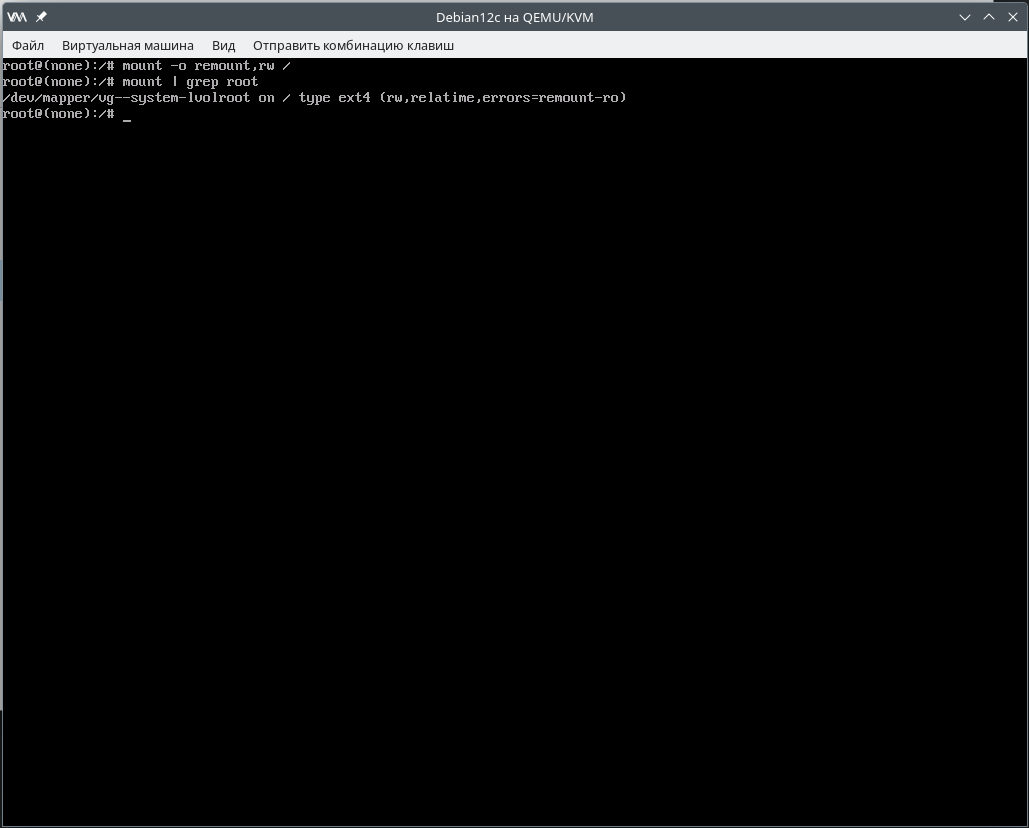 Debian12c на QEMU/KVM
Файл Виртуальная машина Вид Отправить комбинацию клавиш
root@(none):/# mount -o remount,rw /
root@(none):/# mount | grep root
/dev/mapper/vg--system-lvolroot on / type ext4 (rw,relatime,errors=remount-ro)
root@(none):/# _